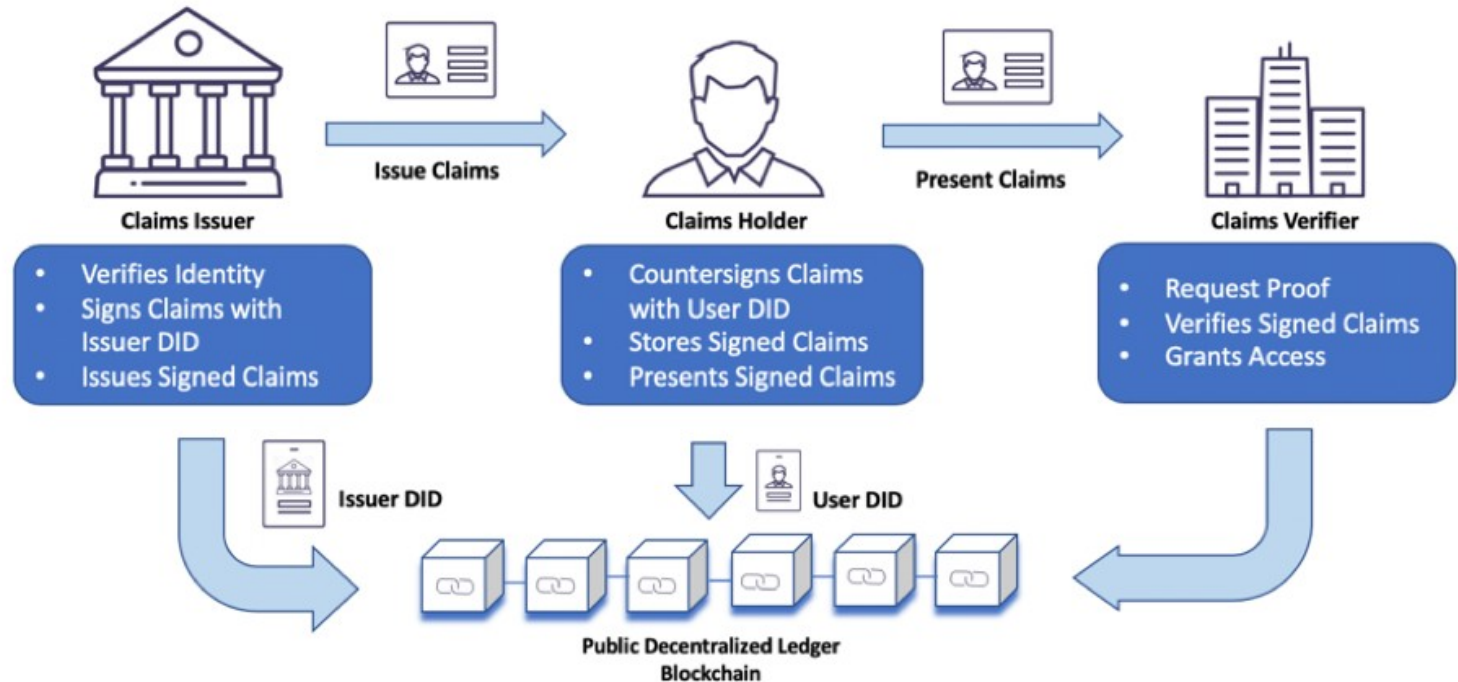 Issue Claims
Present Claims
Claims Issuer
Claims Holder
Claims Verifier
• Verifies Identity
• Signs Claims with
Issuer DID
• Issues Signed Claims
• Countersigns Claims
with User DID
• Stores Signed Claims
• Presents Signed Claims
• Request Proof
• Verifies Signed Claims
• Grants Access
Issuer DID
User DID
Public Decentralized Ledger
Blockchain